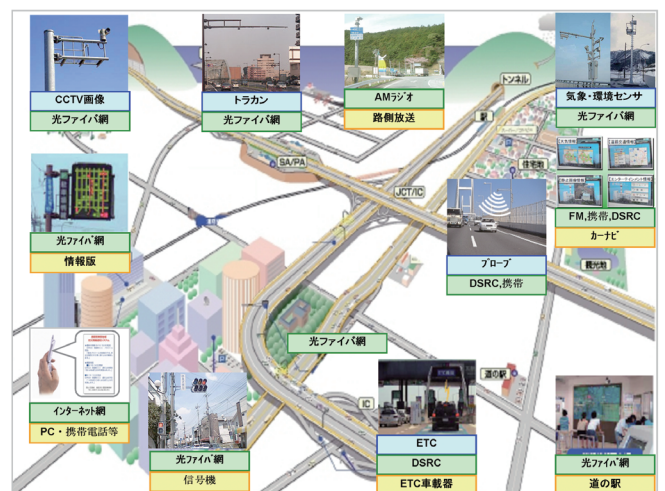 CCTV画像
光ファイバ網
トラカン
光ファイバ網
AMラジオ
路側放送
気象・環境センサ
光ファイバ網
トンネル
駅
住宅地
SA/PA
JCT/IC
光ファイバ網
情報版
プローブ
DSRC,携帯
FM,携帯,DSRC
カーナビ
観光地
光ファイバ網
道の駅
IC
インターネット網
PC・携帯電話等
光ファイバ網
信号機
ETC
DSRC
ETC車載器
光ファイバ網
道の駅